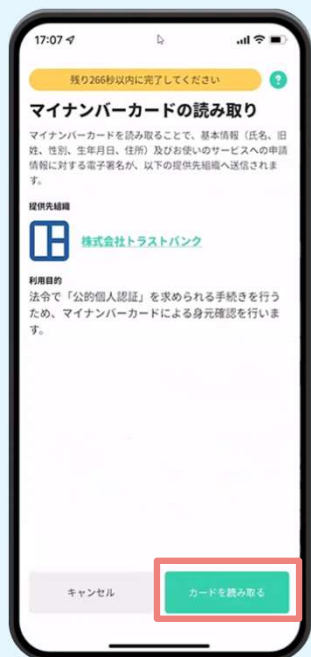 17:07
残り266秒以内に完了してください
?
マイナンバーカードの読み取り
マイナンバーカードを読み取ることで、基本情報（氏名、旧
姓、性別、生年月日、住所）及びお使いのサービスへの申請
情報に対する電子署名が、以下の提供先組織へ送信されま
す。
提供先組織
株式会社トラストバンク
利用目的
法令で「公的個人認証」を求められる手続きを行う
ため、マイナンバーカードによる身元確認を行いま
す。
キャンセル
カードを読み取る